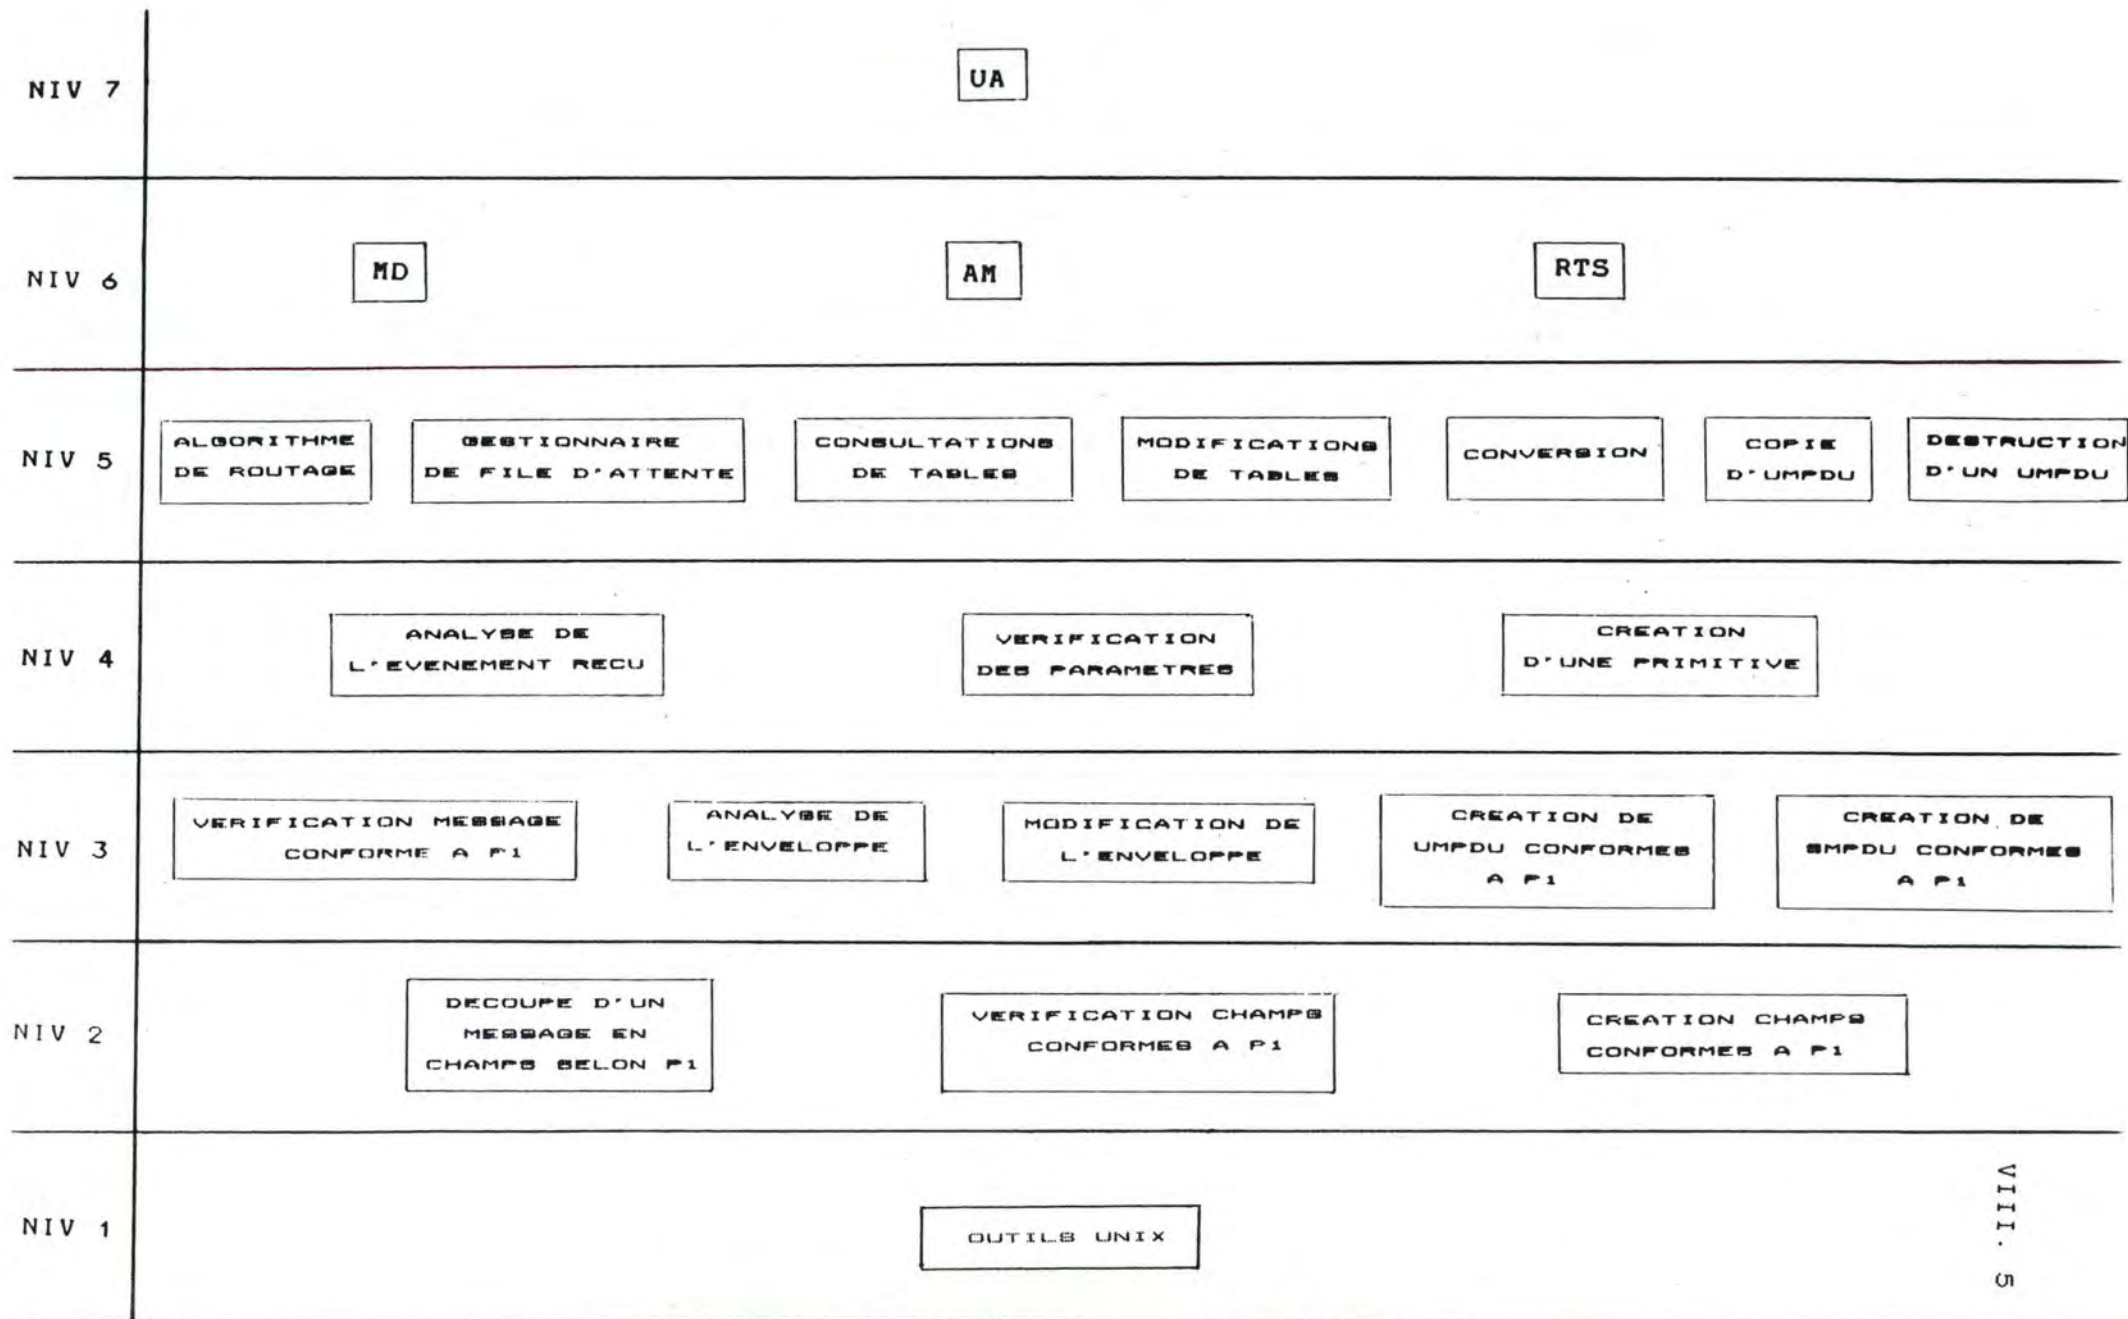 NIV 7
UA
NIV 6
MD
AM
RTS
NIV 5
ALGORITHME
DE ROUTAGE
GESTIONNAIRE
DE FILE D'ATTENTE
CONSULTATIONS
DE TABLES
MODIFICATIONS
DE TABLES
CONVERSION
COPIE
D'UMPDU
DESTRUCTION
D'UN UMPDU
NIV 4
ANALYSE DE
L'EVENEMENT RECU
VERIFICATION
DES PARAMETRES
CREATION
D'UNE PRIMITIVE
NIV 3
VERIFICATION MESSAGE
CONFORME A P1
ANALYSE DE
L'ENVELOPPE
MODIFICATION DE
L'ENVELOPPE
CREATION DE
UMPDU CONFORMES
A P1
CREATION DE
SMPDU CONFORMES
A P1
NIV 2
DECOUPE D'UN
MESSAGE EN
CHAMPS SELON P1
VERIFICATION CHAMPS
CONFORMES A P1
CREATION CHAMPS
CONFORMES A P1
NIV 1
OUTILS UNIX
VIII. 5